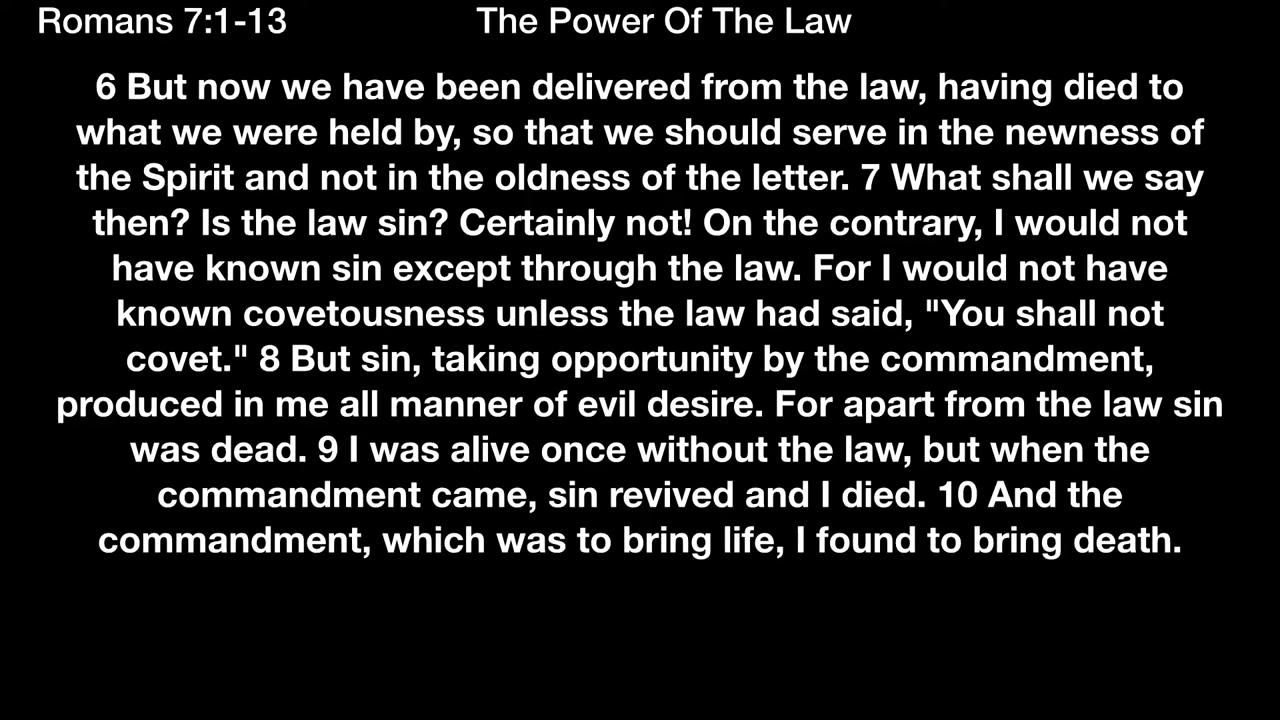 Romans 7:1-13 The Power Of The Law
6 But now we have been delivered from the law, having died to
what we were held by, so that we should serve in the newness of
the Spirit and not in the oldness of the letter. 7 What shall we say
then? Is the law sin? Certainly not! On the contrary, I would not
have known sin except through the law. For I would not have
known covetousness unless the law had said, "You shall not
covet." 8 But sin, taking opportunity by the commandment,
produced in me all manner of evil desire. For apart from the law sin
was dead. 9 I was alive once without the law, but when the
commandment came, sin revived and I died. 10 And the
commandment, which was to bring life, I found to bring death.